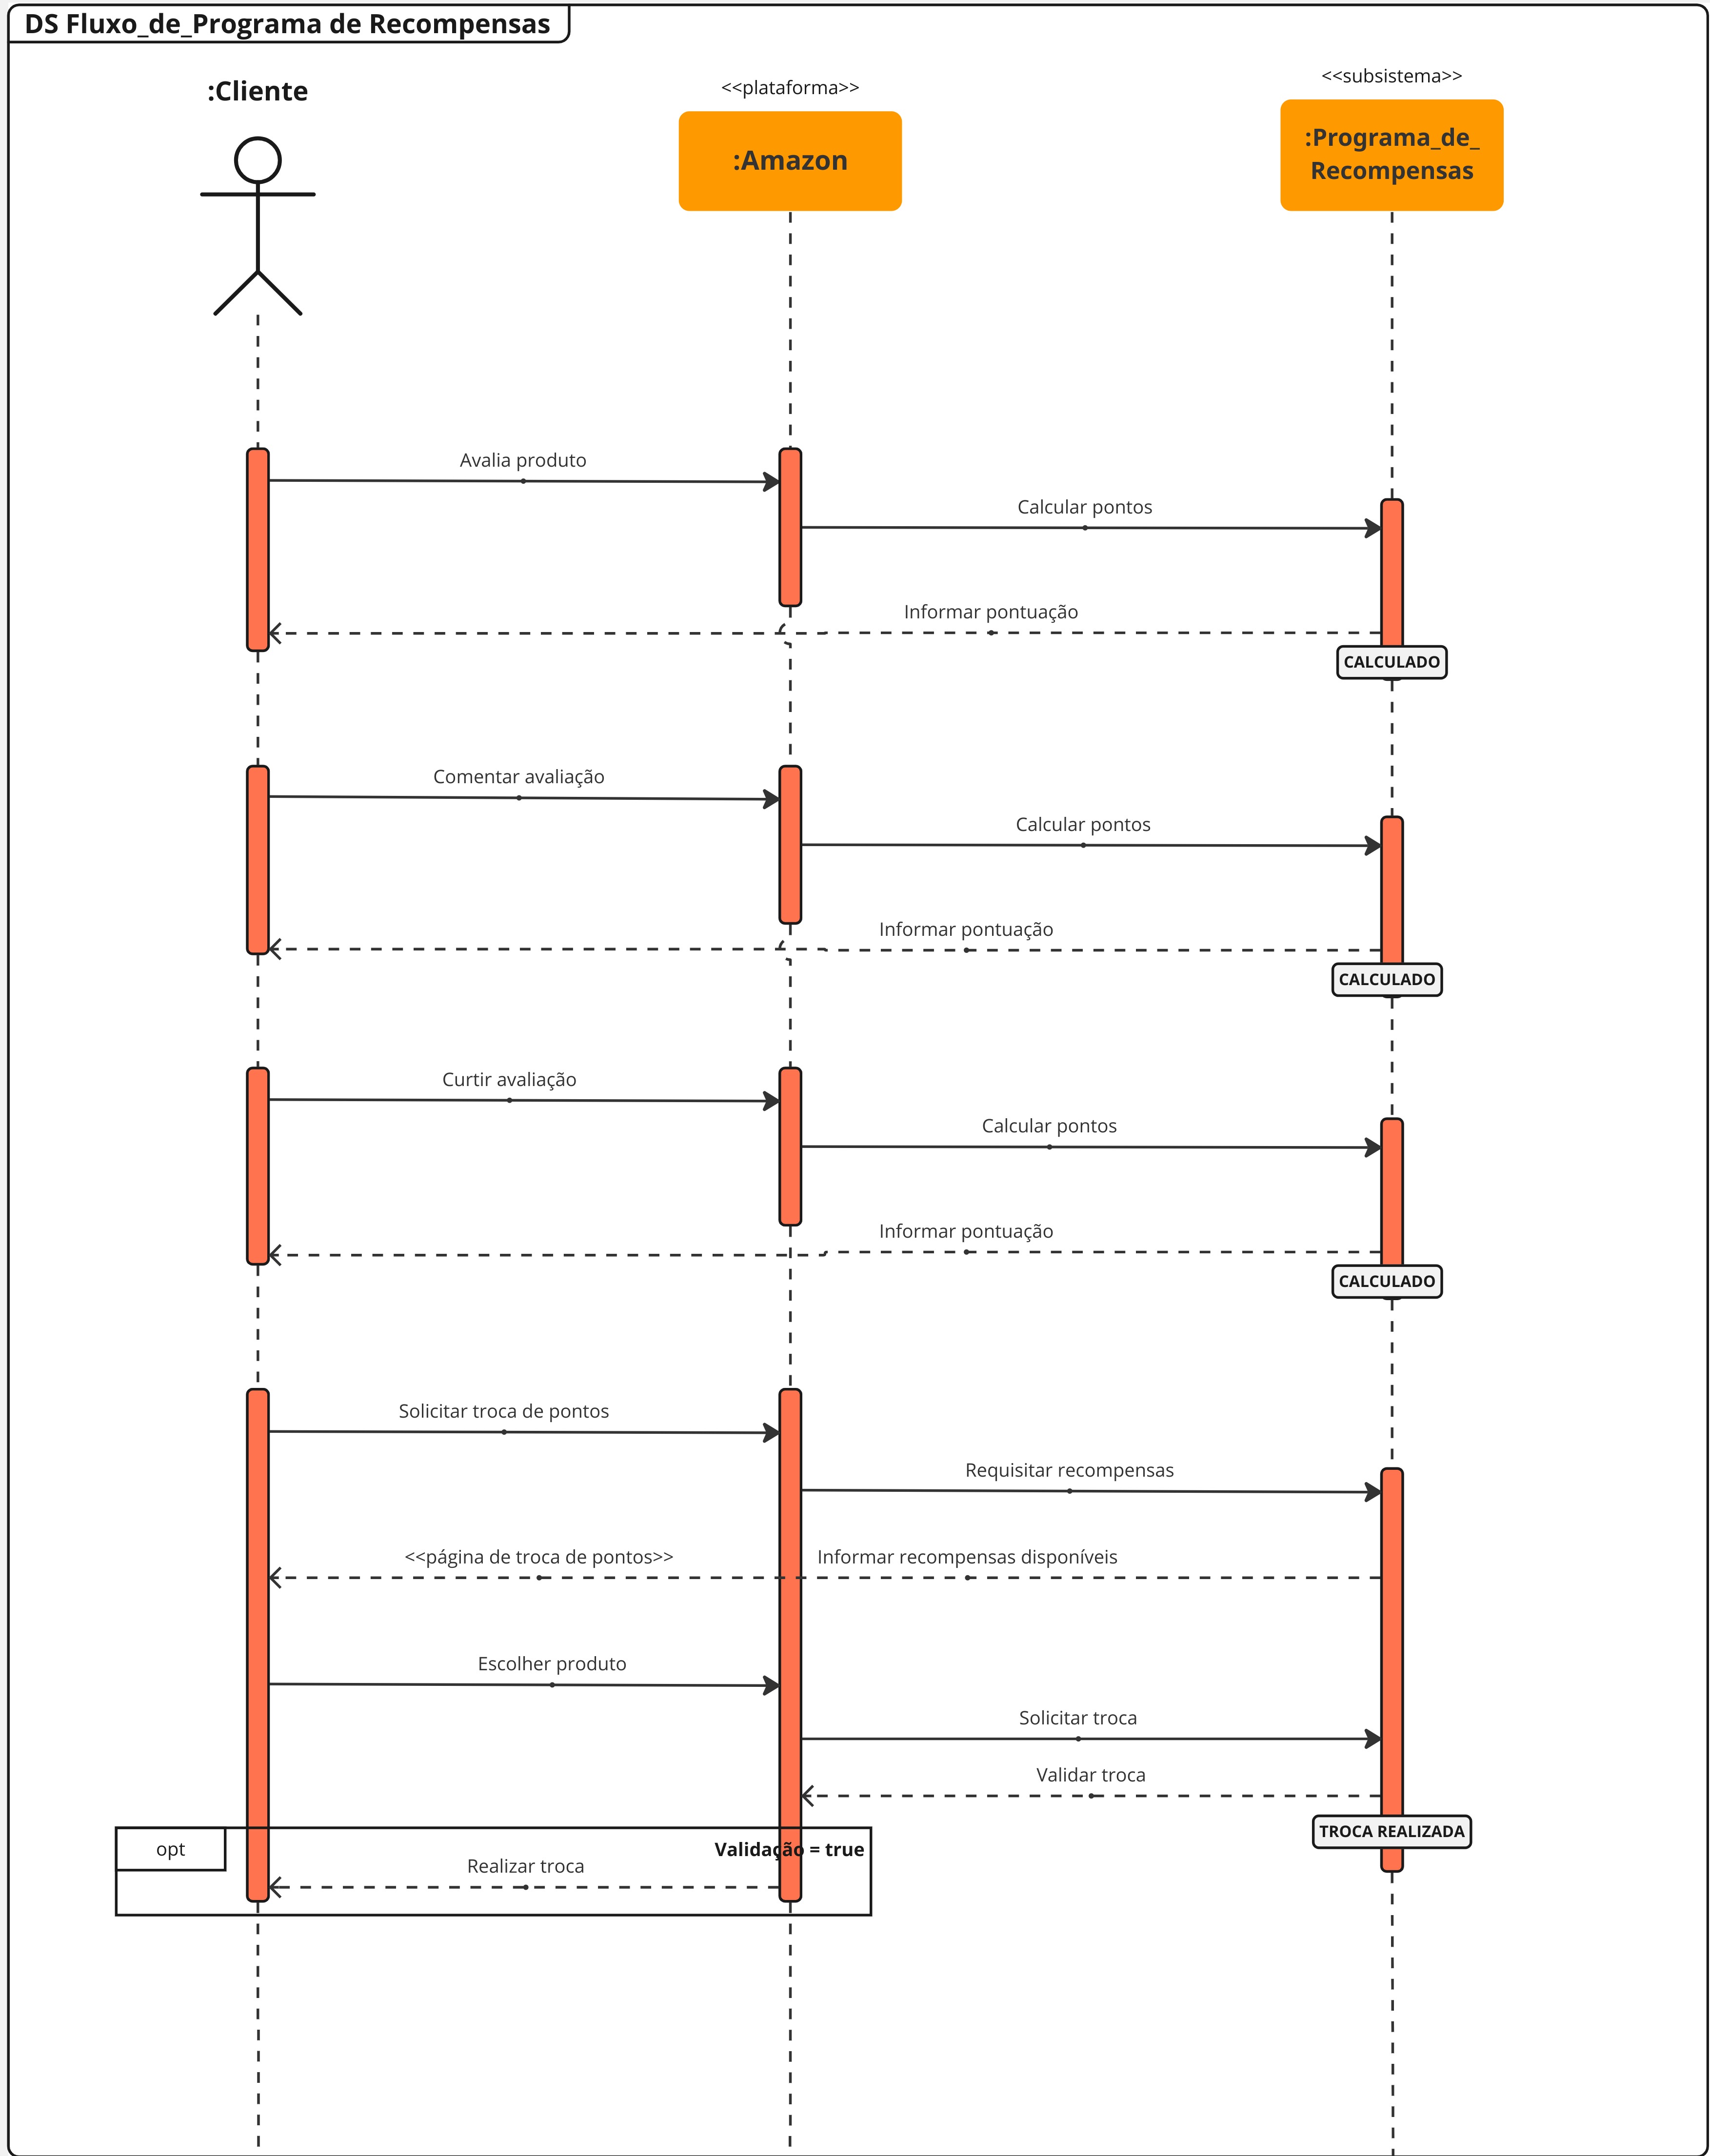 DS Fluxo_de_Programa de Recompensas
:Cliente
<<plataforma>>
:Amazon
<<subsistema>>
:Programa_de_
Recompensas
Avalia produto
Calcular pontos
Informar pontuação
CALCULADO
Comentar avaliação
Calcular pontos
Informar pontuação
CALCULADO
Curtir avaliação
Calcular pontos
Informar pontuação
CALCULADO
Solicitar troca de pontos
Requisitar recompensas
<<página de troca de pontos>>
Informar recompensas disponíveis
Escolher produto
Solicitar troca
Validar troca
TROCA REALIZADA
opt
Validação = true
Realizar troca